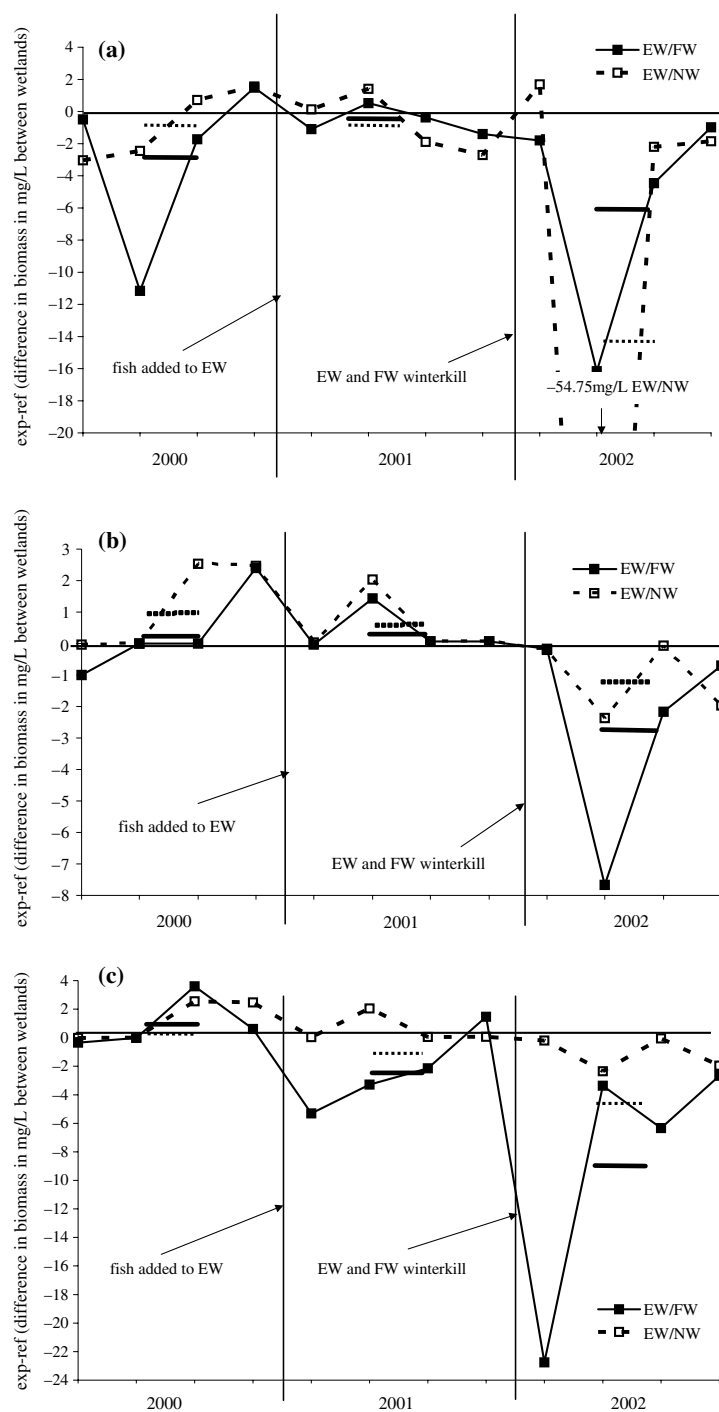 (a)
EW/FW
EW/NW
4
2
0
–2
–4
–6
–8
–10
–12
–14
–16
–18
–20
exp-ref (difference in biomass in mg/L between wetlands)
fish added to EW
EW and FW winterkill
–54.75mg/L EW/NW
2000
2001
2002
(b)
EW/FW
EW/NW
3
2
1
0
–1
–2
–3
–4
–5
–6
–7
–8
exp-ref (difference in biomass in mg/L between wetlands)
fish added to EW
EW and FW winterkill
2000
2001
2002
(c)
4
2
0
–2
–4
–6
–8
–10
–12
–14
–16
–18
–20
–22
–24
exp-ref (difference in biomass in mg/L between wetlands)
fish added to EW
EW and FW winterkill
EW/FW
EW/NW
2000
2001
2002